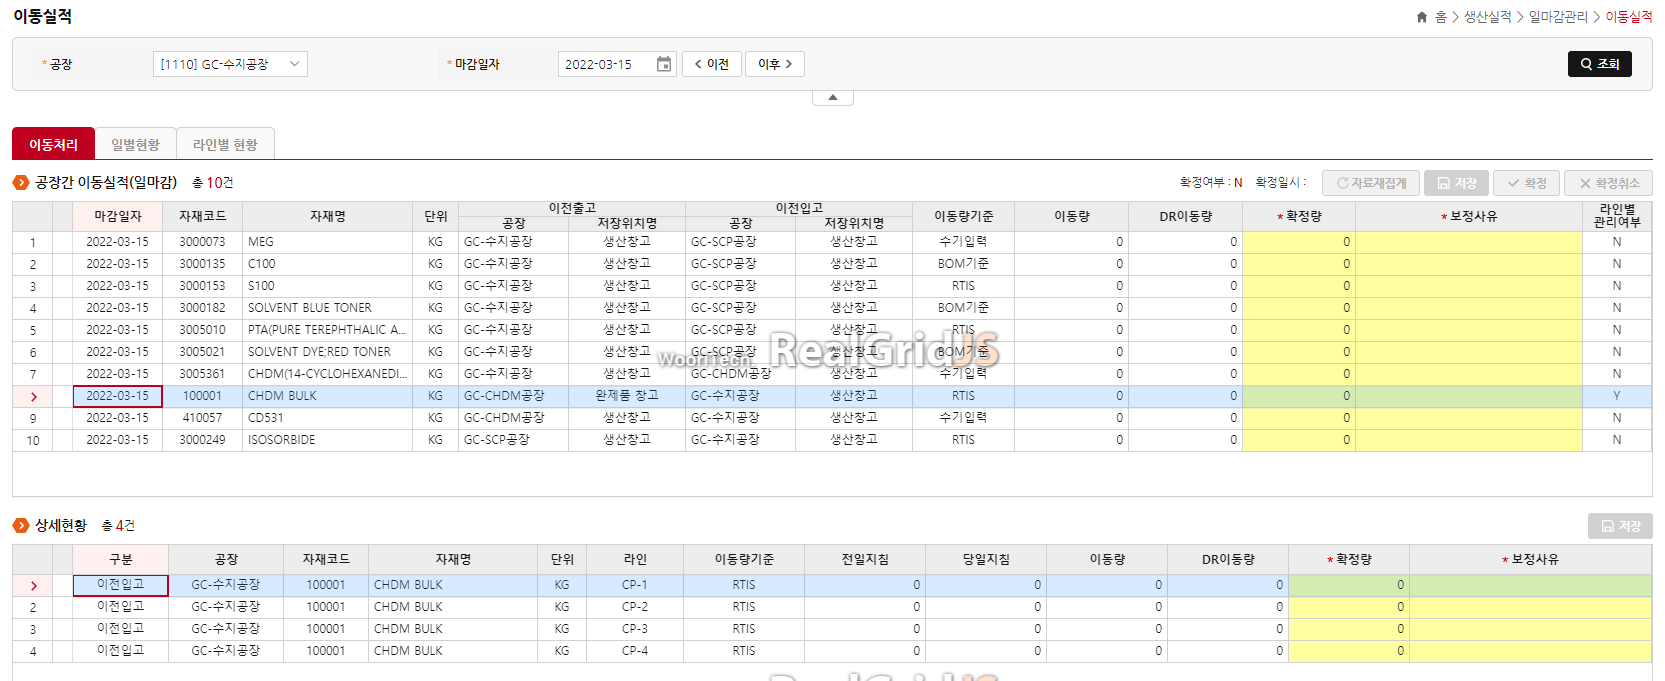 이동실적
홈 > 생산실적 > 일마감관리 > 이동실적
* 공장 [1110] GC-수지공장 * 마감일자 2022-03-15 < 이전 이후 > 조회
이동처리 일별현황 라인별 현황
공장간 이동실적(일마감) 총 10건 확정여부 : N 확정일시 : 자료재집계 저장 확정 확정취소
마감일자 자재코드 자재명 단위 이전출고 이전입고 이동량기준 이동량 DR이동량 * 확정량 * 보정사유 라인별
공장 저장위치명 공장 저장위치명 관리여부
1 2022-03-15 3000073 MEG KG GC-수지공장 생산창고 GC-SCP공장 생산창고 수기입력 0 0 0 N
2 2022-03-15 3000135 C100 KG GC-수지공장 생산창고 GC-SCP공장 생산창고 BOM기준 0 0 0 N
3 2022-03-15 3000153 S100 KG GC-수지공장 생산창고 GC-SCP공장 생산창고 RTIS 0 0 0 N
4 2022-03-15 3000182 SOLVENT BLUE TONER KG GC-수지공장 생산창고 GC-SCP공장 생산창고 BOM기준 0 0 0 N
5 2022-03-15 3005010 PTA(PURE TEREPHTHALIC A... KG GC-수지공장 생산창고 GC-SCP공장 생산창고 RTIS 0 0 0 N
6 2022-03-15 3005021 SOLVENT DYE;RED TONER KG GC-수지공장 생산창고 GC-SCP공장 생산창고 BOM기준 0 0 0 N
WooriTech RealGridJS
7 2022-03-15 3005361 CHDM(14-CYCLOHEXANEDI... KG GC-수지공장 생산창고 GC-CHDM공장 생산창고 수기입력 0 0 0 N
> 2022-03-15 100001 CHDM BULK KG GC-CHDM공장 완제품 창고 GC-수지공장 생산창고 RTIS 0 0 0 Y
9 2022-03-15 410057 CD531 KG GC-CHDM공장 생산창고 GC-수지공장 생산창고 수기입력 0 0 0 N
10 2022-03-15 3000249 ISOSORBIDE KG GC-SCP공장 생산창고 GC-수지공장 생산창고 RTIS 0 0 0 N
상세현황 총 4건 저장
구분 공장 자재코드 자재명 단위 라인 이동량기준 전일지침 당일지침 이동량 DR이동량 * 확정량 * 보정사유
> 이전입고 GC-수지공장 100001 CHDM BULK KG CP-1 RTIS 0 0 0 0 0
2 이전입고 GC-수지공장 100001 CHDM BULK KG CP-2 RTIS 0 0 0 0 0
3 이전입고 GC-수지공장 100001 CHDM BULK KG CP-3 RTIS 0 0 0 0 0
4 이전입고 GC-수지공장 100001 CHDM BULK KG CP-4 RTIS 0 0 0 0 0